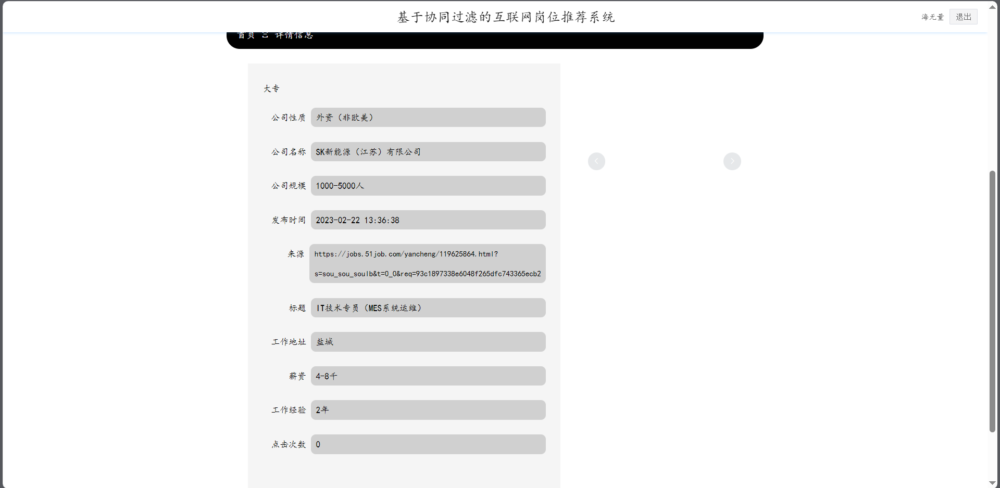 基于协同过滤的互联网岗位推荐系统
海无量 退出
首页 三 详情信息
大专
公司性质 外资（非欧美）
公司名称 SK新能源（江苏）有限公司
公司规模 1000-5000人
发布时间 2023-02-22 13:36:38
来源 https://jobs.51job.com/yancheng/119625864.html?
s=sou_sou_soulb&t=0_0&req=93c1897338e6048f265dfc743365ecb2
标题 IT技术专员（MES系统运维）
工作地址 盐城
薪资 4-8千
工作经验 2年
点击次数 0